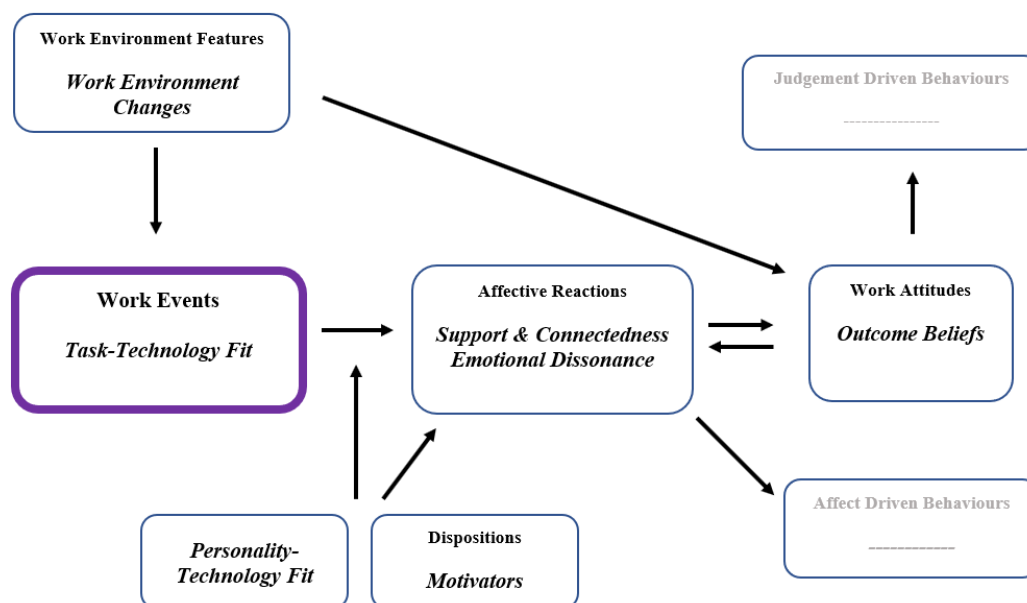 Work Environment Features
Work Environment
Changes
Judgement Driven Behaviours
----------------
Work Events
Task-Technology Fit
Affective Reactions
Support & Connectedness
Emotional Dissonance
Work Attitudes
Outcome Beliefs
Personality-
Technology Fit
Dispositions
Motivators
Affect Driven Behaviours
------------